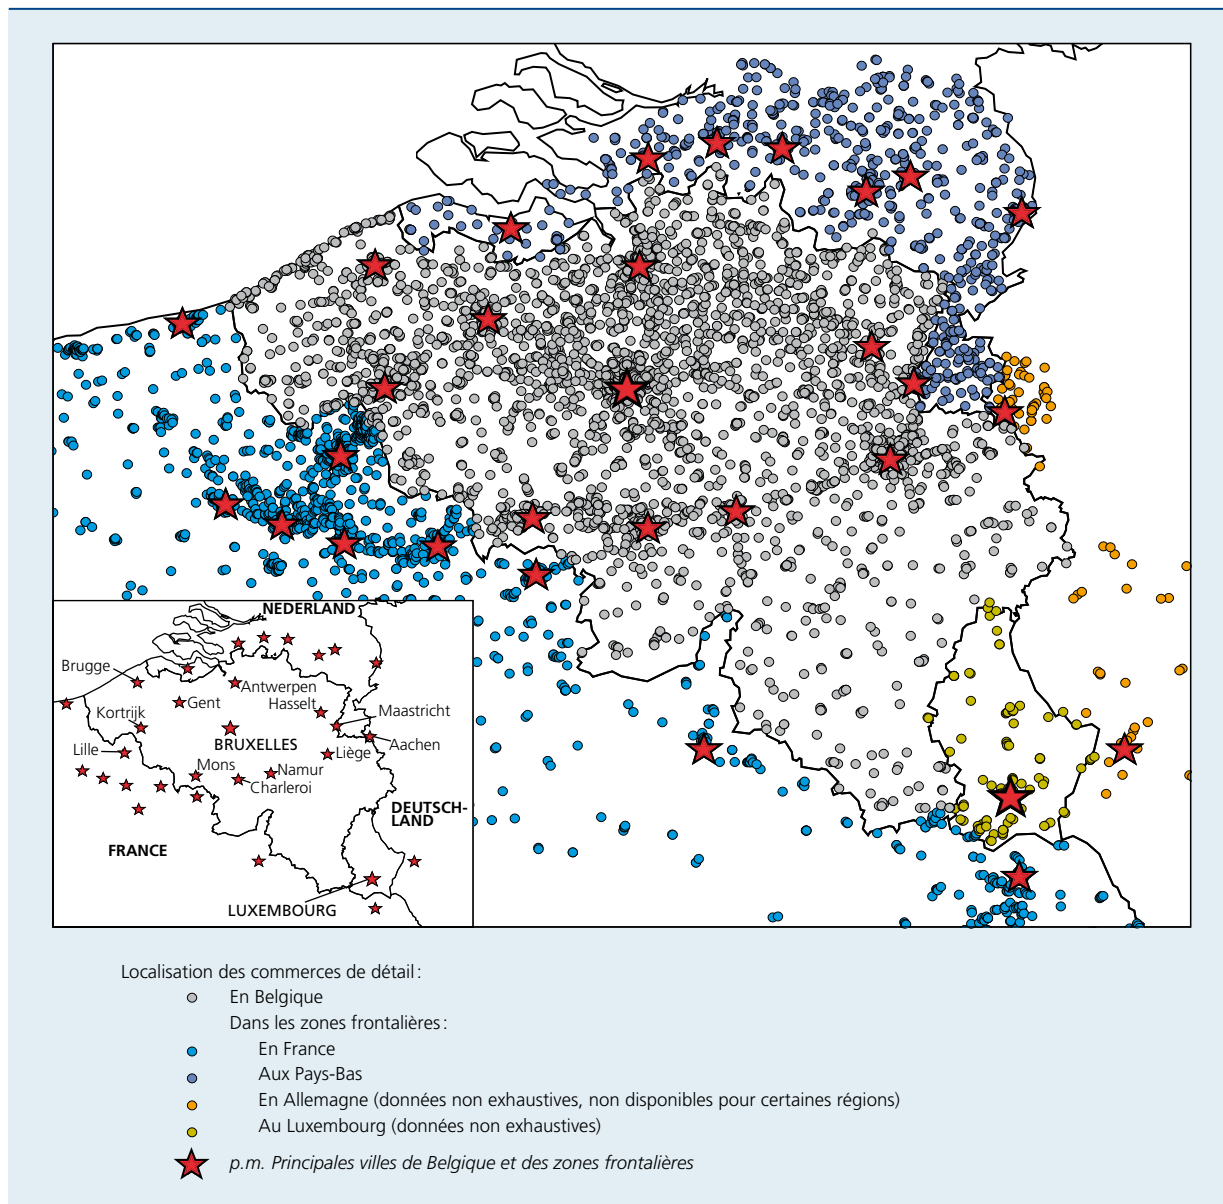 NEDERLAND
Brugge
Antwerpen
Gent
Hasselt
Kortrijk
Maastricht
BRUXELLES
Aachen
Lille
Liège
Mons
Namur
Charleroi
DEUTSCH-
LAND
FRANCE
LUXEMBOURG
Localisation des commerces de détail :
En Belgique
Dans les zones frontalières :
En France
Aux Pays-Bas
En Allemagne (données non exhaustives, non disponibles pour certaines régions)
Au Luxembourg (données non exhaustives)
p.m. Principales villes de Belgique et des zones frontalières